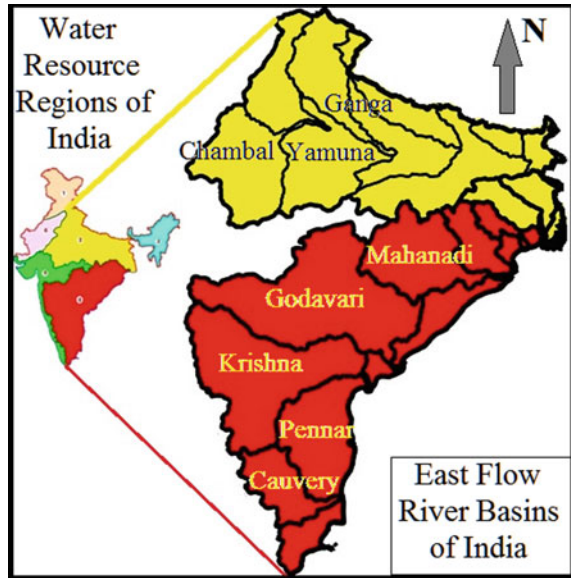 Water
Resource
Regions of
India
N
Ganga
Chambal
Yamuna
Mahanadi
Godavari
Krishna
Pennar
Cauvery
East Flow
River Basins
of India